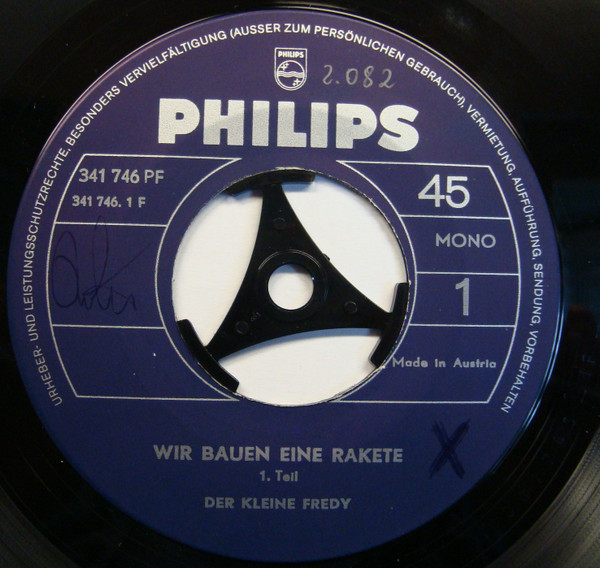 URHEBER- UND LEISTUNGSSCHUTZRECHTE, BESONDERS VERVIELFÄLTIGUNG (AUSSER ZUM PERSÖNLICHEN GEBRAUCH), VERMIETUNG, AUFFÜHRUNG, SENDUNG, VORBEHALTEN
PHILIPS
2.082
PHILIPS
341 746 PF
341 746. 1 F
45
MONO
1
Made in Austria
X
WIR BAUEN EINE RAKETE
1. Teil
DER KLEINE FREDY